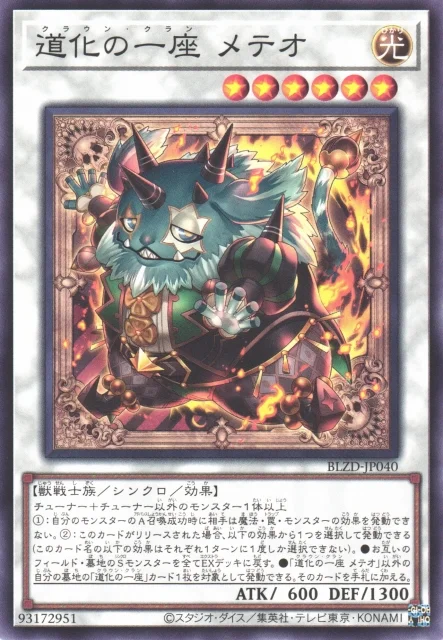 クラウン・クラン
道化の一座 メテオ
ひかり
光
BLZD-JP040
【獣戦士族／シンクロ／効果】
チューナー＋チューナー以外のモンスター1体以上
①：自分のモンスターのA召喚成功時に相手は魔法・罠・モンスターの効果を発動でき
ない。②：このカードがリリースされた場合、以下の効果から1つを選択して発動できる
(このカード名の以下の効果はそれぞれ1ターンに1度しか選択できない)。●お互いの
フィールド・墓地のSモンスターを全てEXデッキに戻す。●「道化の一座 メテオ」以外の
自分の墓地の「道化の一座」カード1枚を対象として発動できる。そのカードを手札に加える。
ATK/ 600 DEF/1300
93172951
©スタジオ・ダイス／集英社・テレビ東京・KONAMI